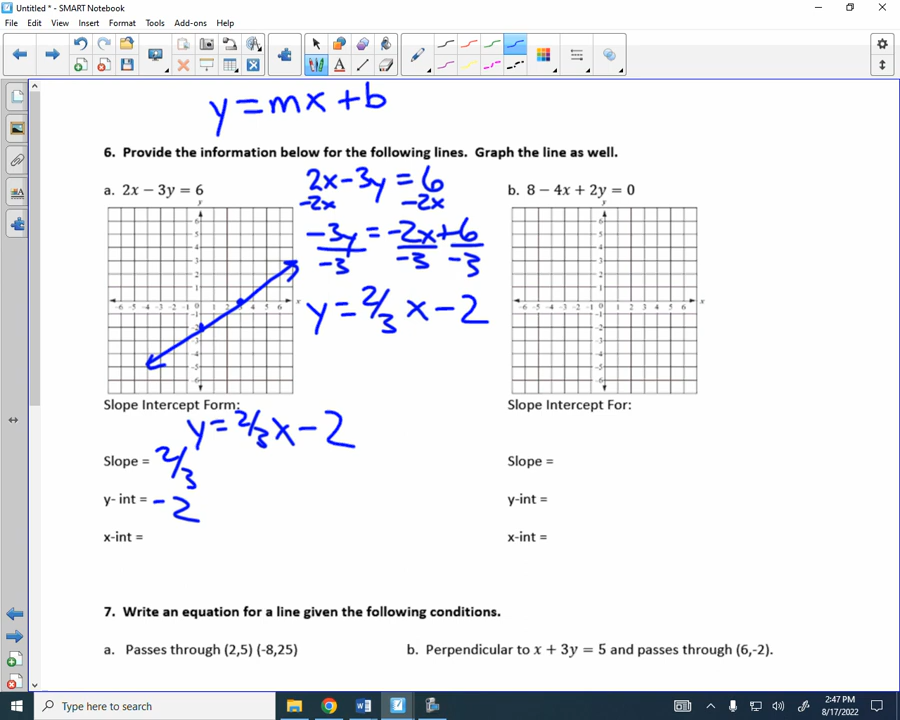 Untitled * - SMART Notebook
File Edit View Insert Format Tools Add-ons Help
y=mx+b
6. Provide the information below for the following lines. Graph the line as well.
a. 2x − 3y = 6
2x-3y=6
-2x -2x
-3y = -2x+6
-3 -3 -3
y=2/3x-2
b. 8 − 4x + 2y = 0
Slope Intercept Form:
y=2/3x-2
Slope = 2/3
y- int = -2
x-int =
Slope Intercept For:
Slope =
y-int =
x-int =
7. Write an equation for a line given the following conditions.
a. Passes through (2,5) (-8,25)
b. Perpendicular to x + 3y = 5 and passes through (6,-2).
Type here to search
2:47 PM
8/17/2022